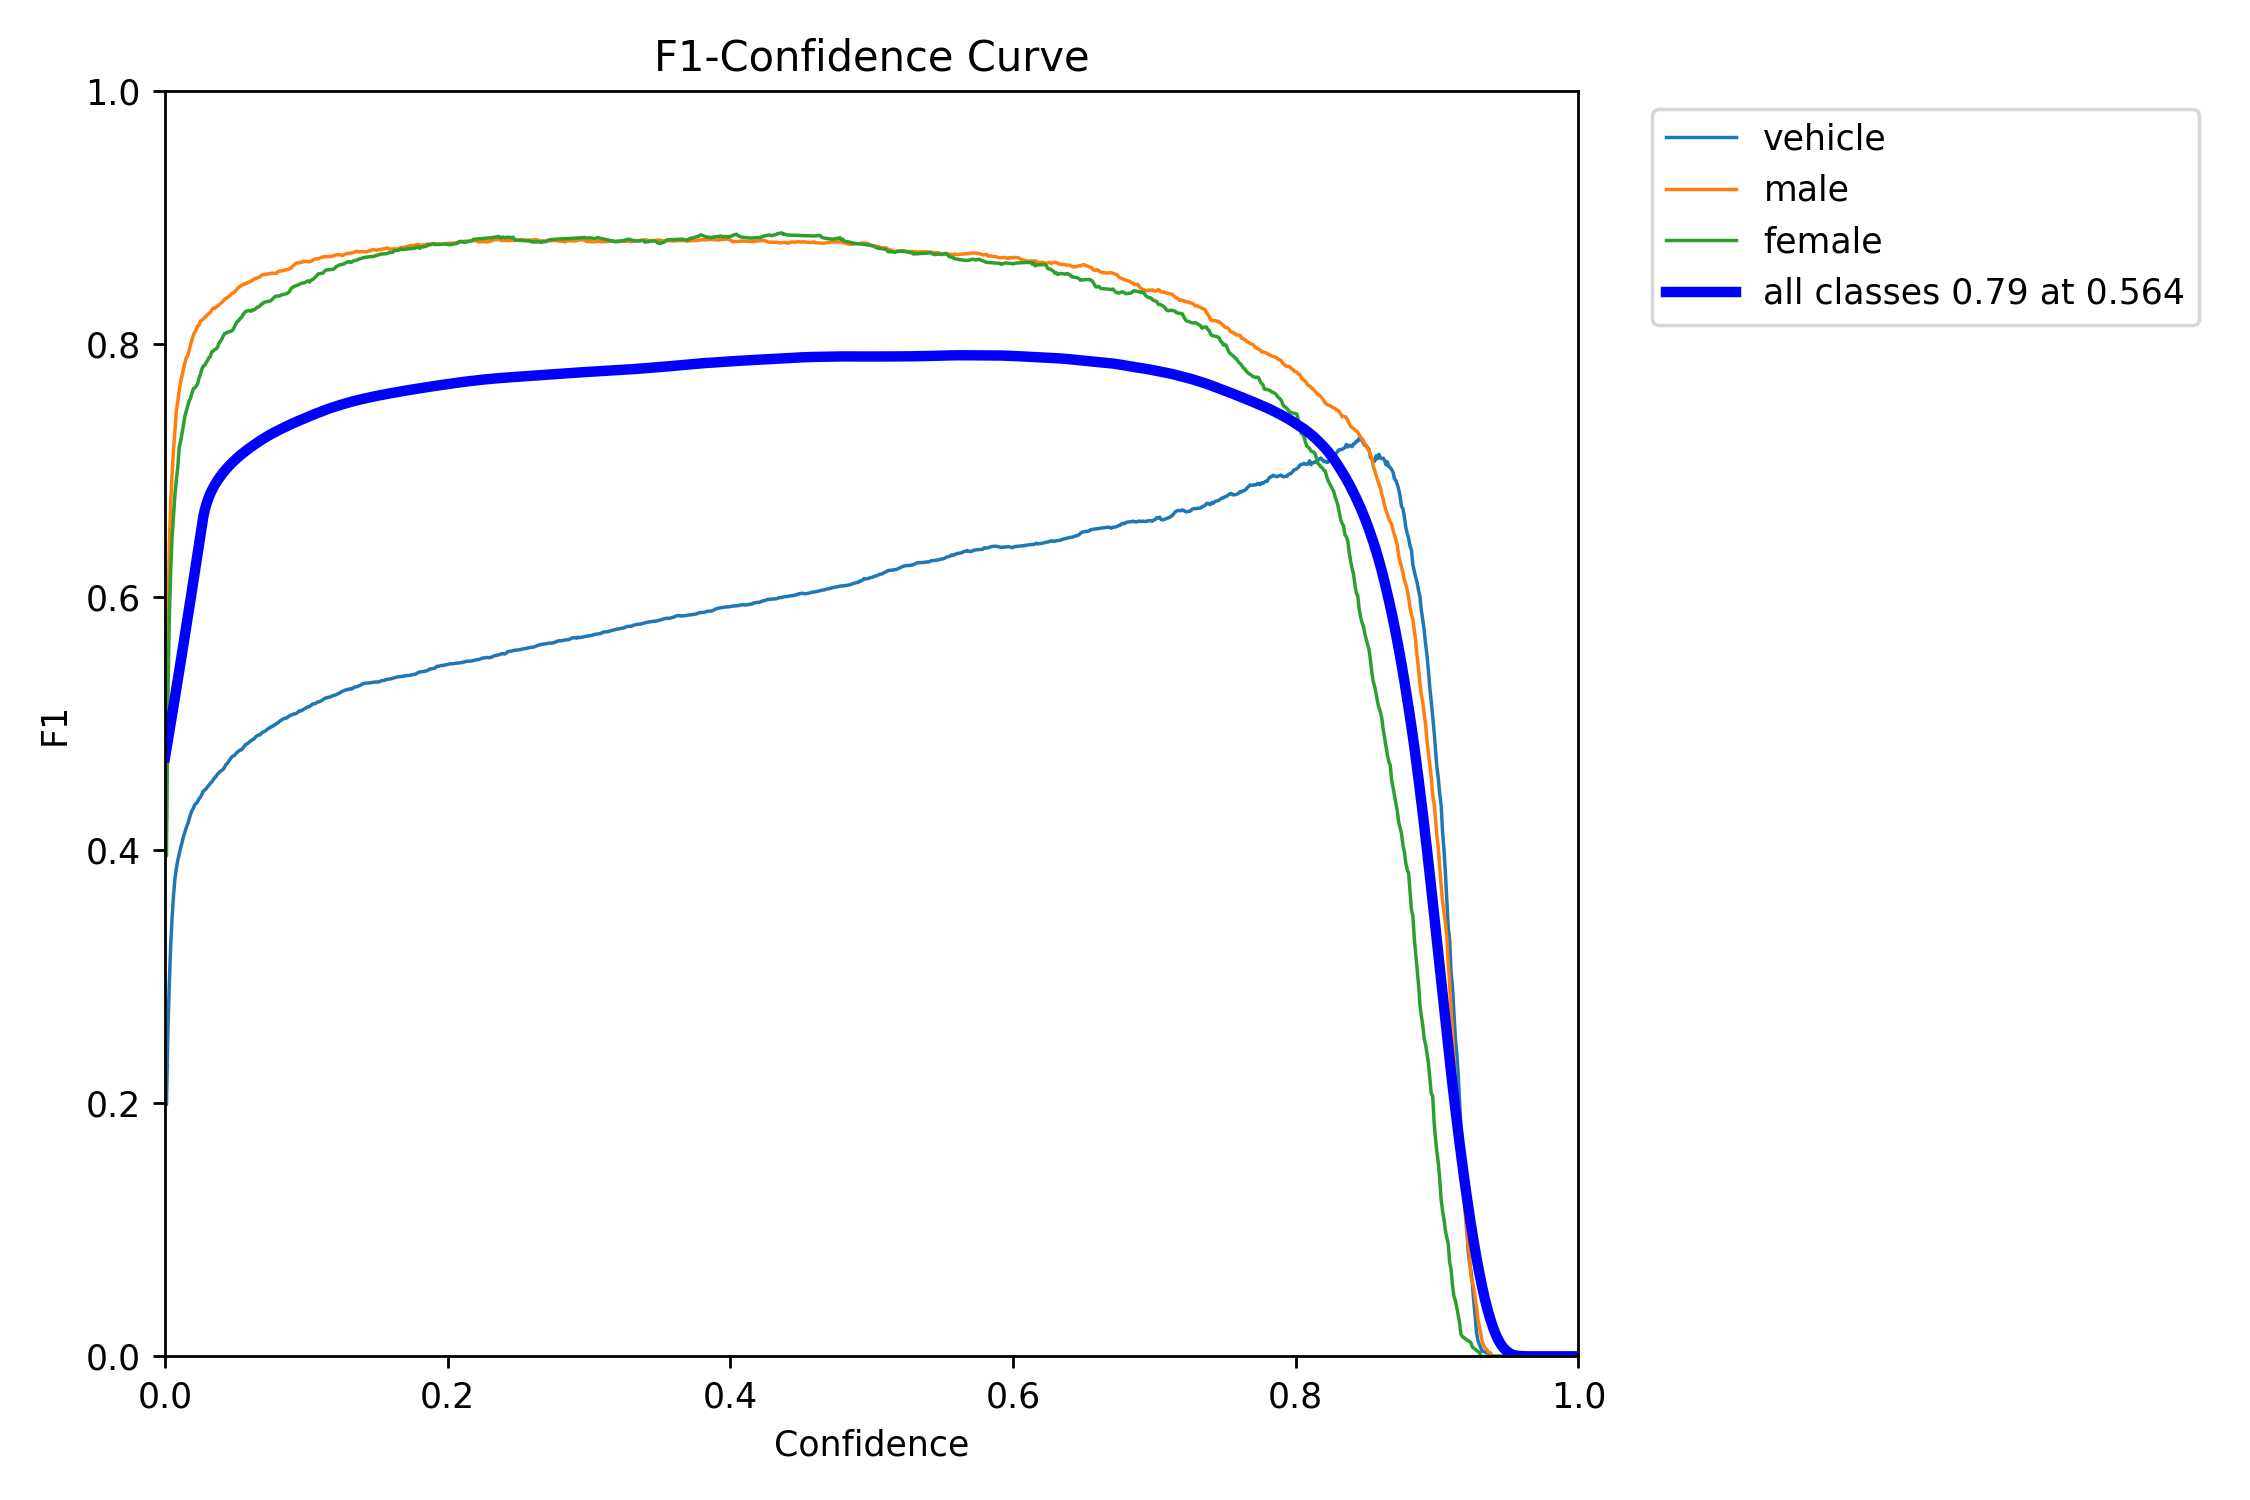 F1-Confidence Curve
1.0
0.8
0.6
0.4
0.2
0.0
F1
0.0 0.2 0.4 0.6 0.8 1.0
Confidence
vehicle
male
female
all classes 0.79 at 0.564